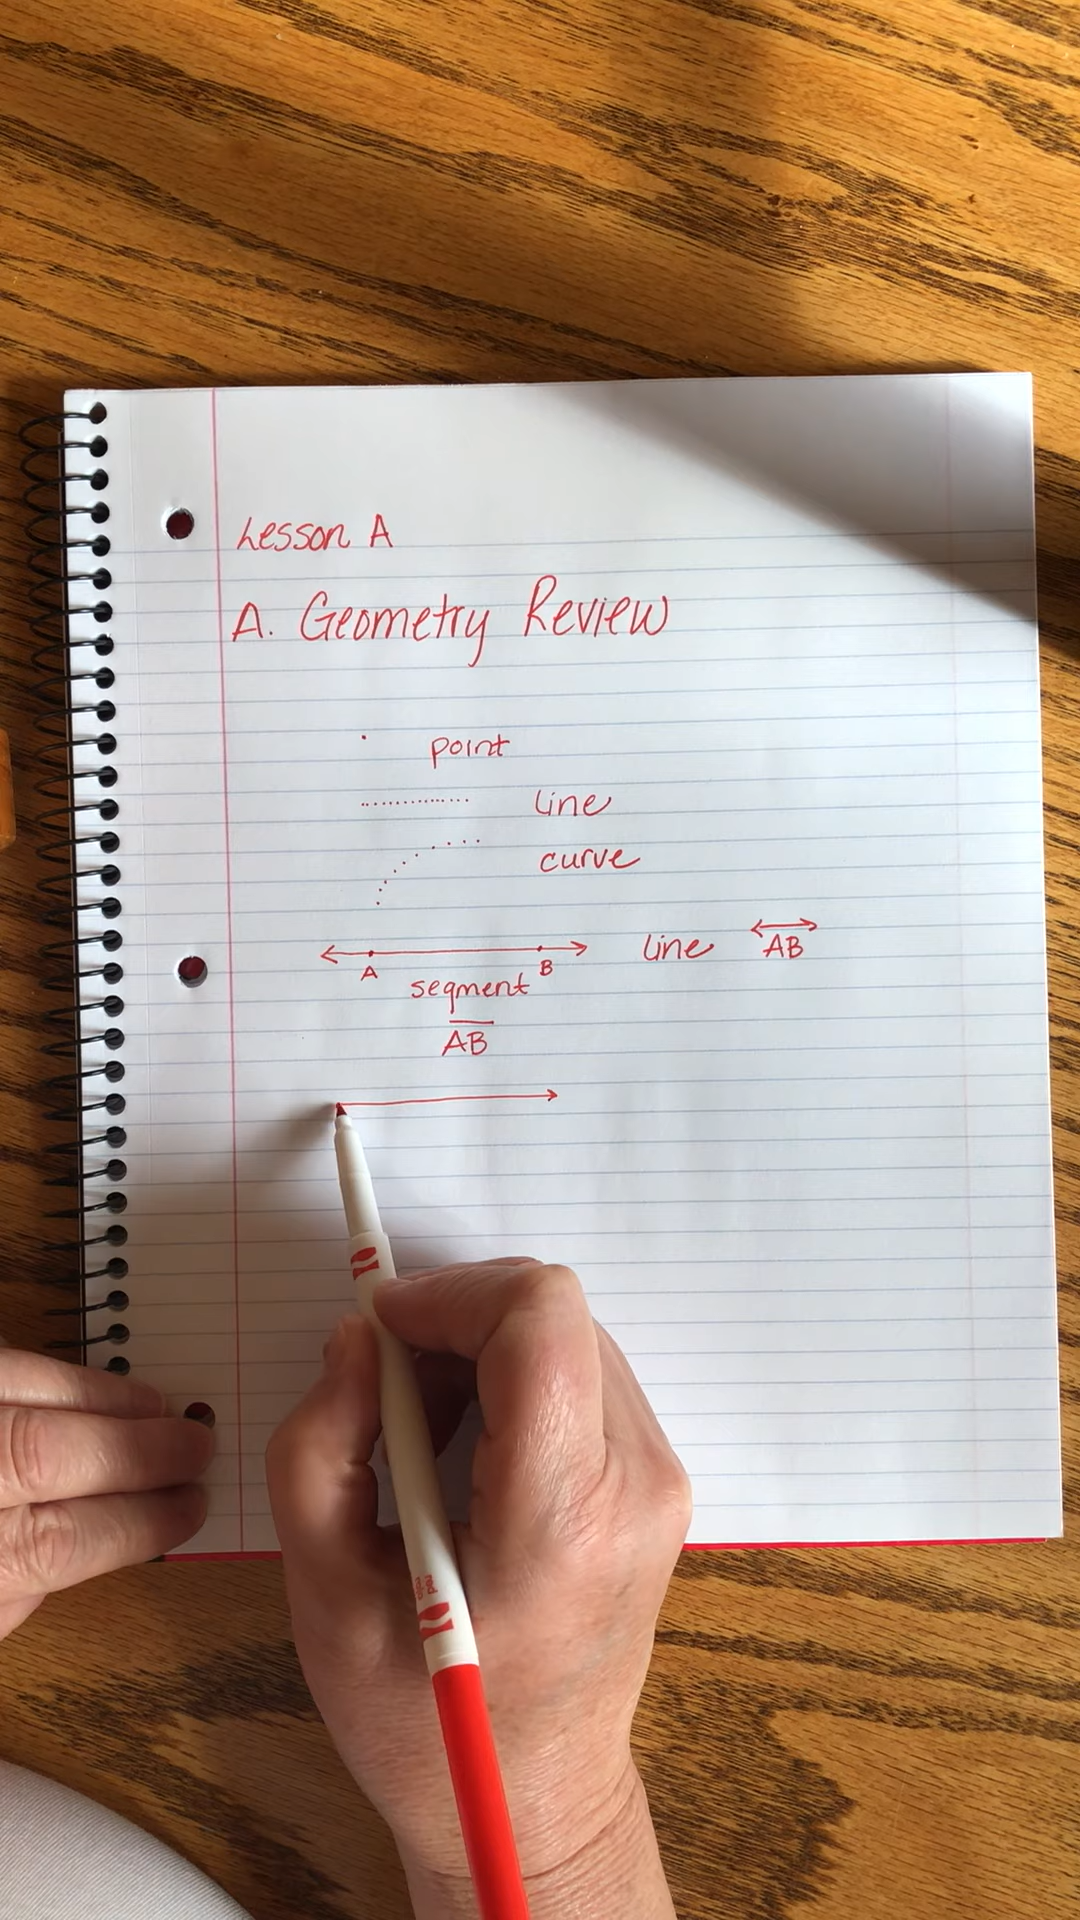 Lesson A
A. Geometry Review
point
line
curve
A B line AB
segment
AB